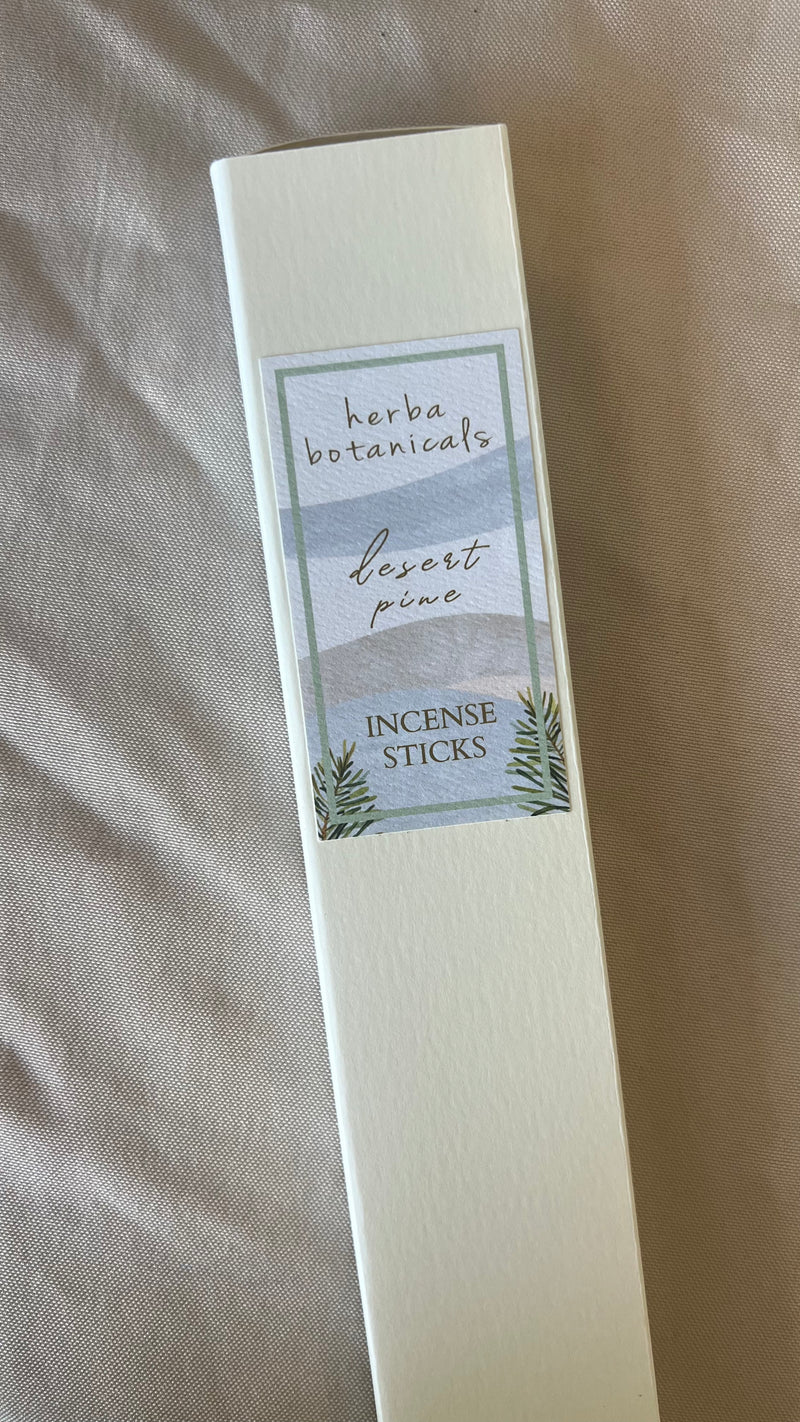 herba
botanicals
desert
pine
INCENSE
STICKS